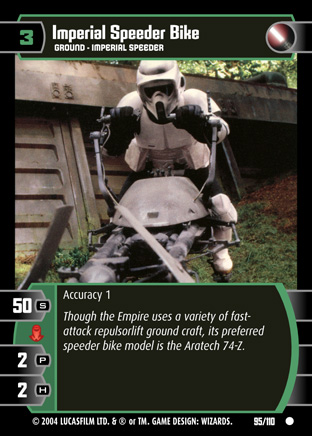 3 Imperial Speeder Bike
GROUND - IMPERIAL SPEEDER
50 S
Accuracy 1
Though the Empire uses a variety of fast-
attack repulsorlift ground craft, its preferred
speeder bike model is the Aratech 74-Z.
2 P
2 H
© 2004 LUCASFILM LTD. & ® or TM. GAME DESIGN: WIZARDS. 95/110